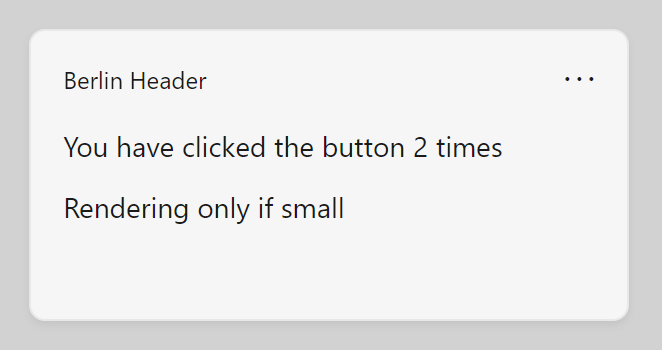 Berlin Header
...
You have clicked the button 2 times
Rendering only if small